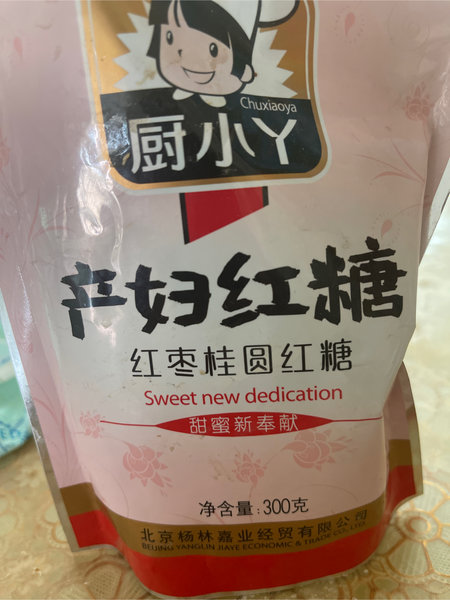 Chuxiaoya
厨小丫
产妇红糖
红枣桂圆红糖
Sweet new dedication
甜蜜新奉献
净含量:300克
北京杨林嘉业经贸有限公司
BEIJING YANGLIN JIAYE ECONOMIC & TRADE CO., LTD